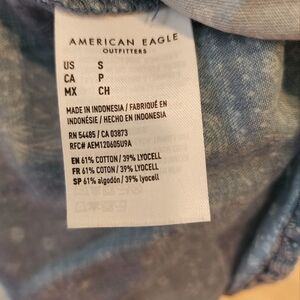 AMERICAN EAGLE
OUTFITTERS
US S
CA P
MX CH
MADE IN INDONESIA / FABRIQUÉ EN
INDONÉSIE / HECHO EN INDONESIA
RN 54485 / CA 03873
RFC# AEM120605U9A
EN 61% COTTON / 39% LYOCELL
FR 61% COTON / 39% LYOCELL
SP 61% algodón / 39% lyocell